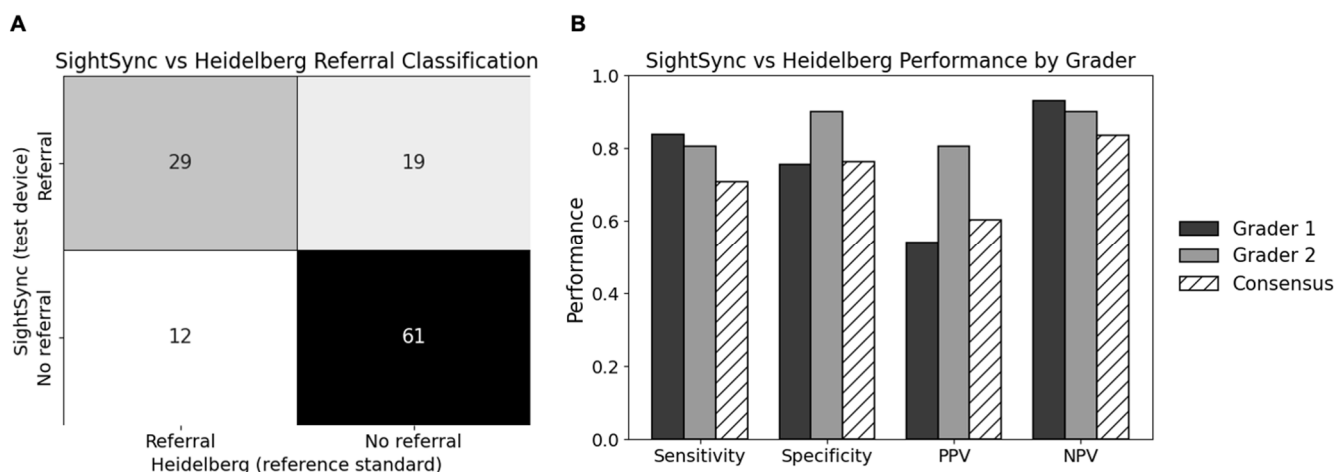 A
SightSync vs Heidelberg Referral Classification
SightSync (test device)
Referral
No referral
29
19
12
61
Referral
No referral
Heidelberg (reference standard)
B
SightSync vs Heidelberg Performance by Grader
Performance
1.0
0.8
0.6
0.4
0.2
0.0
Sensitivity
Specificity
PPV
NPV
Grader 1
Grader 2
Consensus